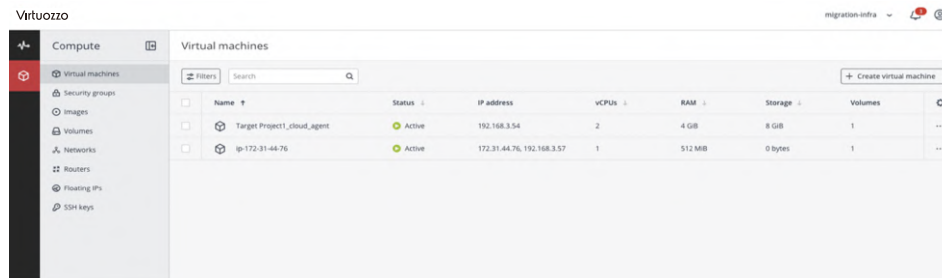 Virtuozzo
migration-infra
3
Compute
Virtual machines
Virtual machines
Security groups
Images
Volumes
Networks
Routers
Floating IPs
SSH keys
Filters
Search
+ Create virtual machine
Name ↑ Status ↓ IP address vCPUs ↓ RAM ↓ Storage ↓ Volumes
Target Project1_cloud_agent Active 192.168.3.54 2 4 GiB 8 GiB 1 ...
ip-172-31-44-76 Active 172.31.44.76, 192.168.3.57 1 512 MiB 0 bytes 1 ...